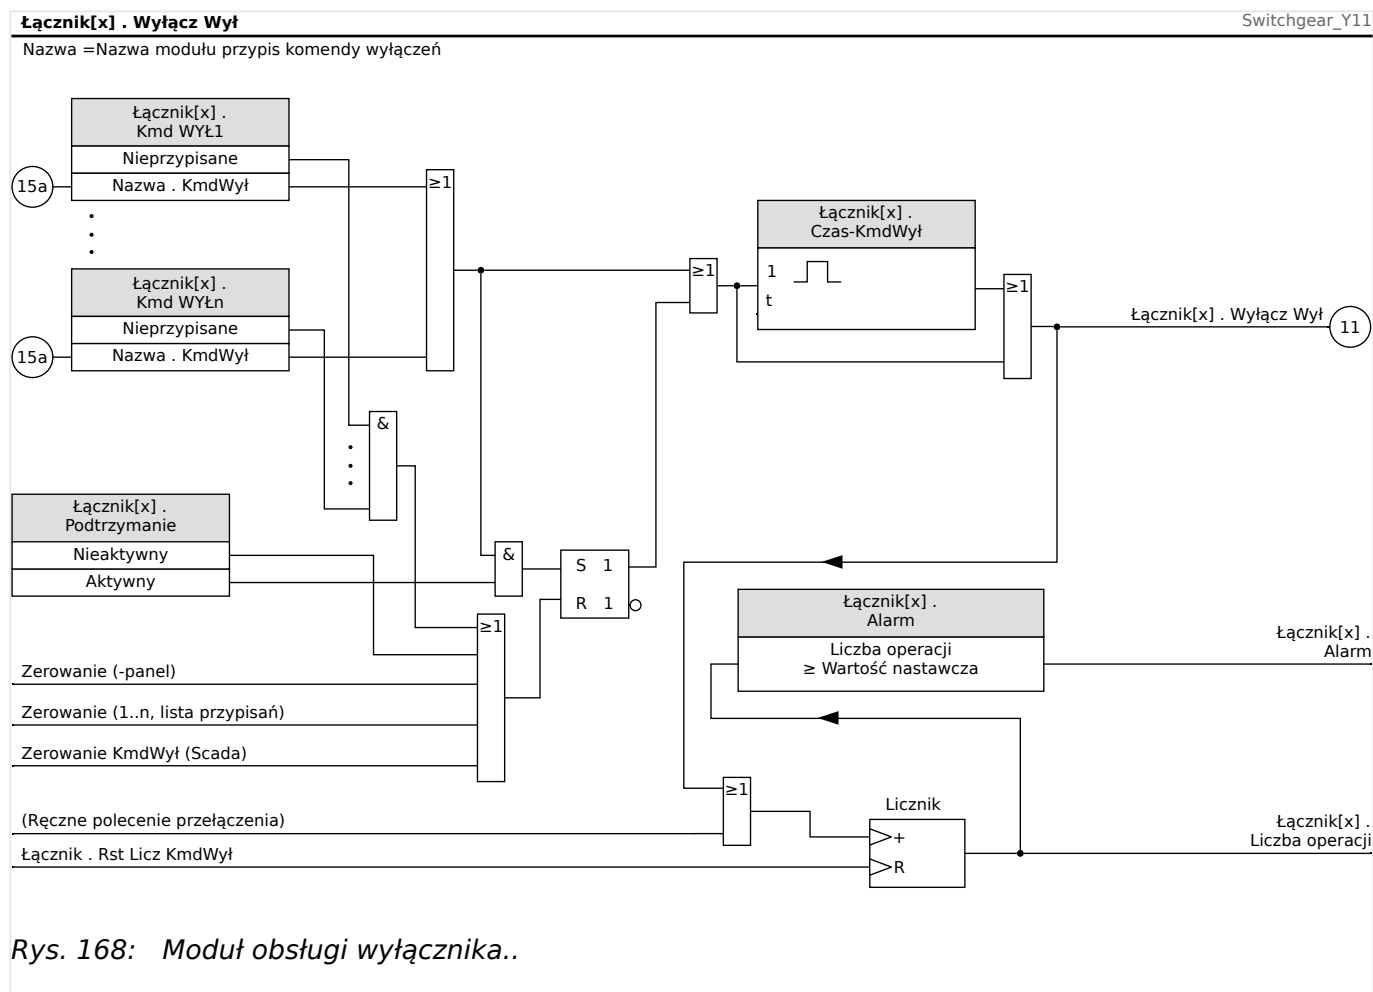 Łącznik[x] . Wyłącz Wył
Switchgear_Y11
Nazwa =Nazwa modułu przypis komendy wyłączeń
Łącznik[x] .
Kmd WYŁ1
Nieprzypisane
15a
Nazwa . KmdWył
≥1
Łącznik[x] .
Czas-KmdWył
Łącznik[x] .
Kmd WYŁn
≥1
1
t
≥1
Nieprzypisane
15a
Nazwa . KmdWył
Łącznik[x] . Wyłącz Wył
11
&
Łącznik[x] .
Podtrzymanie
Nieaktywny
Aktywny
&
S 1
R 1
≥1
Łącznik[x] .
Alarm
Liczba operacji
≥ Wartość nastawcza
Łącznik[x] .
Alarm
Zerowanie (-panel)
Zerowanie (1..n, lista przypisań)
Zerowanie KmdWył (Scada)
≥1
Licznik
(Ręczne polecenie przełączenia)
+
Łącznik[x] .
Liczba operacji
Łącznik . Rst Licz KmdWył
R
Rys. 168: Moduł obsługi wyłącznika..